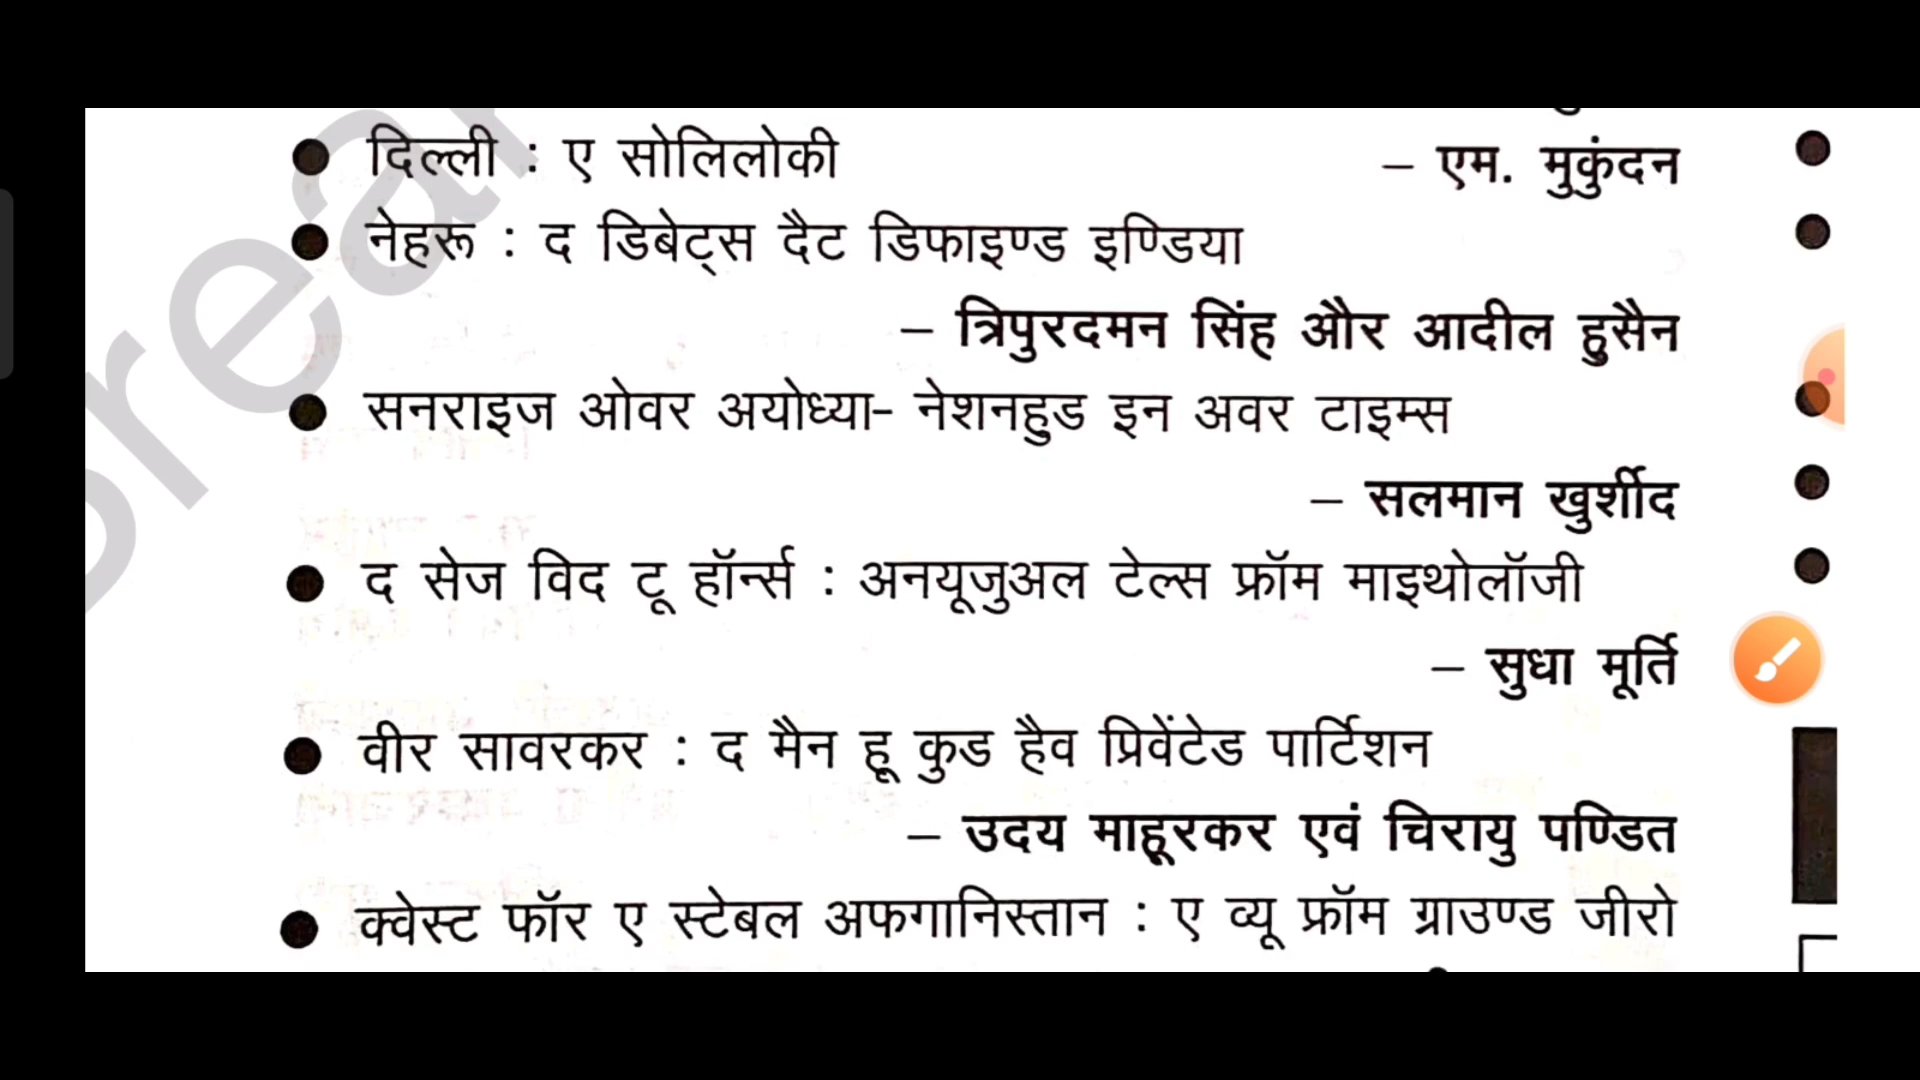 दिल्ली : ए सोलिलोकी
– एम. मुकुंदन
नेहरू : द डिबेट्स दैट डिफाइण्ड इण्डिया
– त्रिपुरदमन सिंह और आदील हुसैन
सनराइज ओवर अयोध्या- नेशनहुड इन अवर टाइम्स
– सलमान खुर्शीद
द सेज विद टू हॉर्न्स : अनयूजुअल टेल्स फ्रॉम माइथोलॉजी
– सुधा मूर्ति
वीर सावरकर : द मैन हू कुड हैव प्रिवेंटेड पार्टिशन
– उदय माहूरकर एवं चिरायु पण्डित
क्वेस्ट फॉर ए स्टेबल अफगानिस्तान : ए व्यू फ्रॉम ग्राउण्ड जीरो